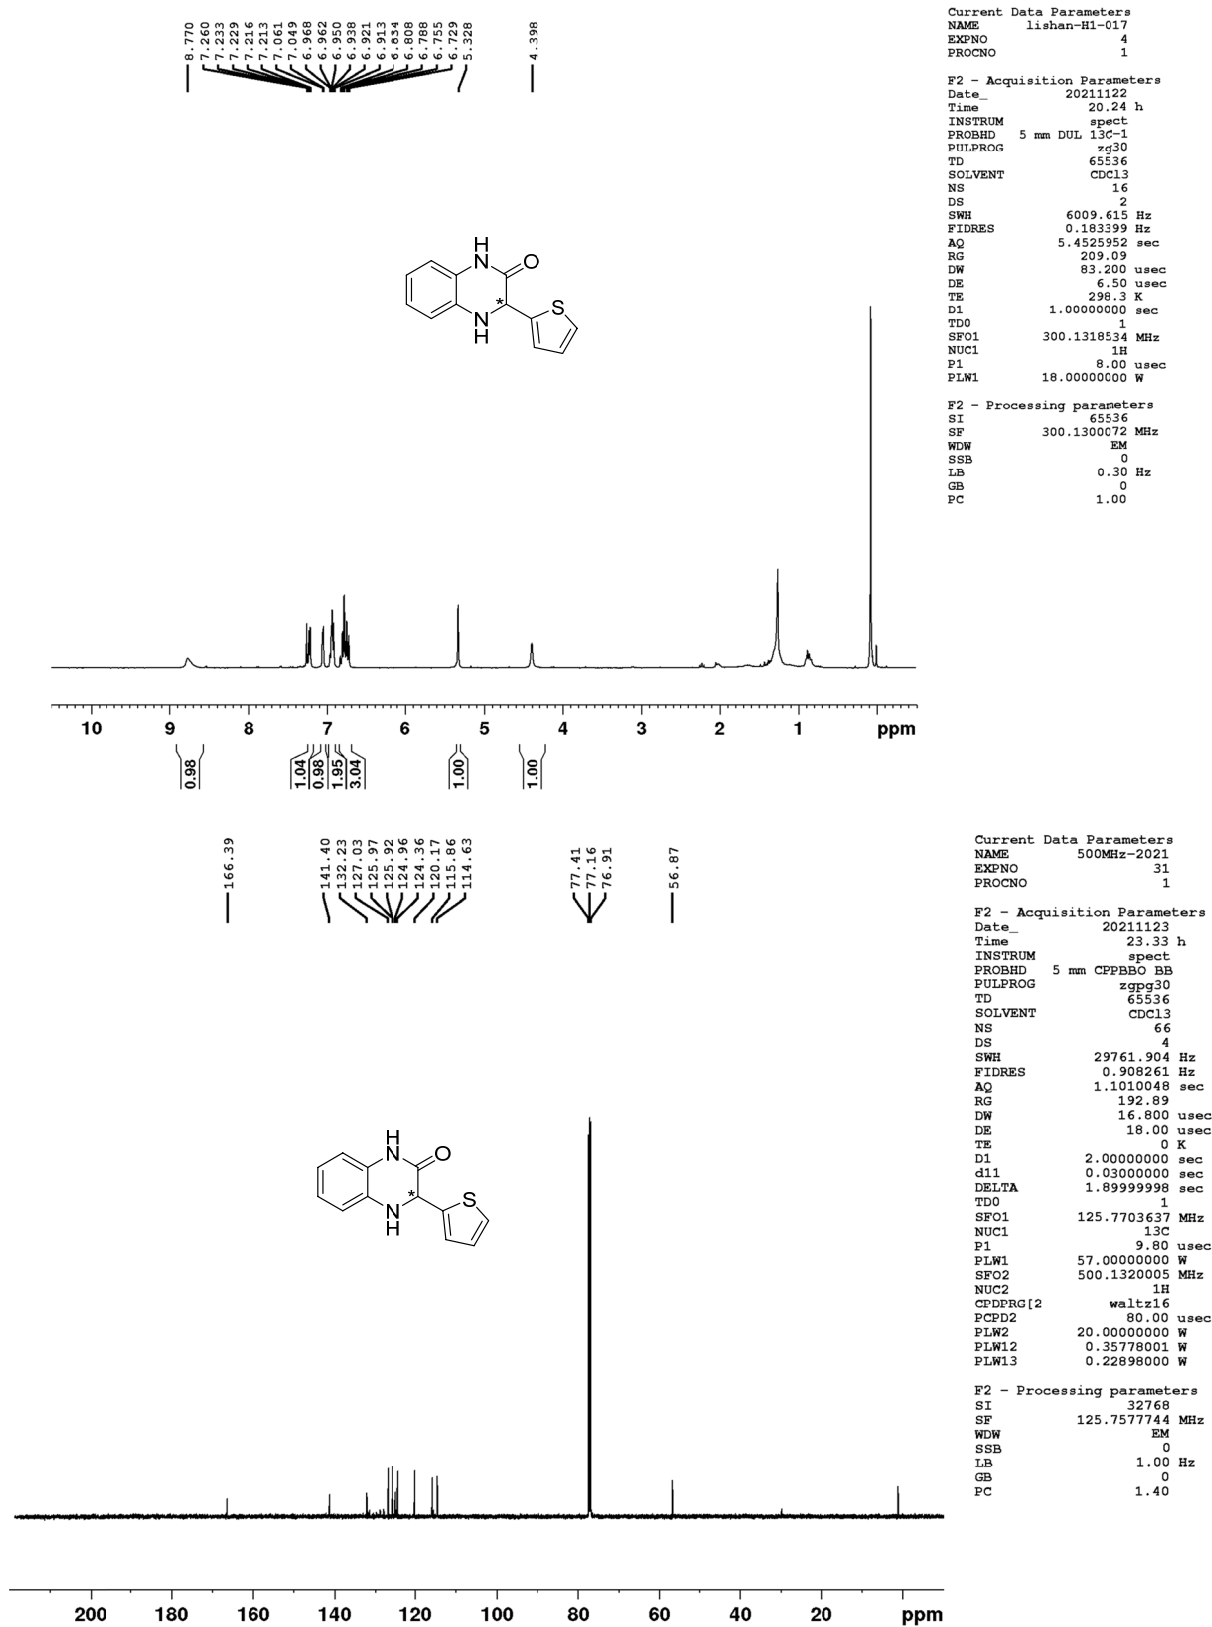 8.770
7.260
7.233
7.229
7.216
7.213
7.061
7.049
6.968
6.962
6.950
6.938
6.921
6.913
6.834
6.808
6.788
6.755
6.729
5.328
4.398
Current Data Parameters
NAME lishan-H1-017
EXPNO 4
PROCNO 1
F2 - Acquisition Parameters
Date_ 20211122
Time 20.24 h
INSTRUM spect
PROBHD 5 mm DUL 13C-1
PULPROG zg30
TD 65536
SOLVENT CDCl3
NS 16
DS 2
SWH 6009.615 Hz
FIDRES 0.183399 Hz
AQ 5.4525952 sec
RG 209.09
DW 83.200 usec
DE 6.50 usec
TE 298.3 K
D1 1.00000000 sec
TD0 1
SFO1 300.1318534 MHz
NUC1 1H
P1 8.00 usec
PLW1 18.00000000 W
F2 - Processing parameters
SI 65536
SF 300.1300072 MHz
WDW EM
SSB 0
LB 0.30 Hz
GB 0
PC 1.00
H
N
O
*
S
N
H
10 9 8 7 6 5 4 3 2 1 ppm
0.98
1.04
0.98
1.95
3.04
1.00
1.00
166.39
141.40
132.23
127.03
125.97
125.92
124.96
124.36
120.17
115.86
114.63
77.41
77.16
76.91
56.87
Current Data Parameters
NAME 500MHz-2021
EXPNO 31
PROCNO 1
F2 - Acquisition Parameters
Date_ 20211123
Time 23.33 h
INSTRUM spect
PROBHD 5 mm CPPBBO BB
PULPROG zgpg30
TD 65536
SOLVENT CDCl3
NS 66
DS 4
SWH 29761.904 Hz
FIDRES 0.908261 Hz
AQ 1.1010048 sec
RG 192.89
DW 16.800 usec
DE 18.00 usec
TE 0 K
D1 2.00000000 sec
d11 0.03000000 sec
DELTA 1.89999998 sec
TD0 1
SFO1 125.7703637 MHz
NUC1 13C
P1 9.80 usec
PLW1 57.00000000 W
SFO2 500.1320005 MHz
NUC2 1H
CPDPRG[2 waltz16
PCPD2 80.00 usec
PLW2 20.00000000 W
PLW12 0.35778001 W
PLW13 0.22898000 W
F2 - Processing parameters
SI 32768
SF 125.7577744 MHz
WDW EM
SSB 0
LB 1.00 Hz
GB 0
PC 1.40
H
N
O
*
S
N
H
200 180 160 140 120 100 80 60 40 20 ppm